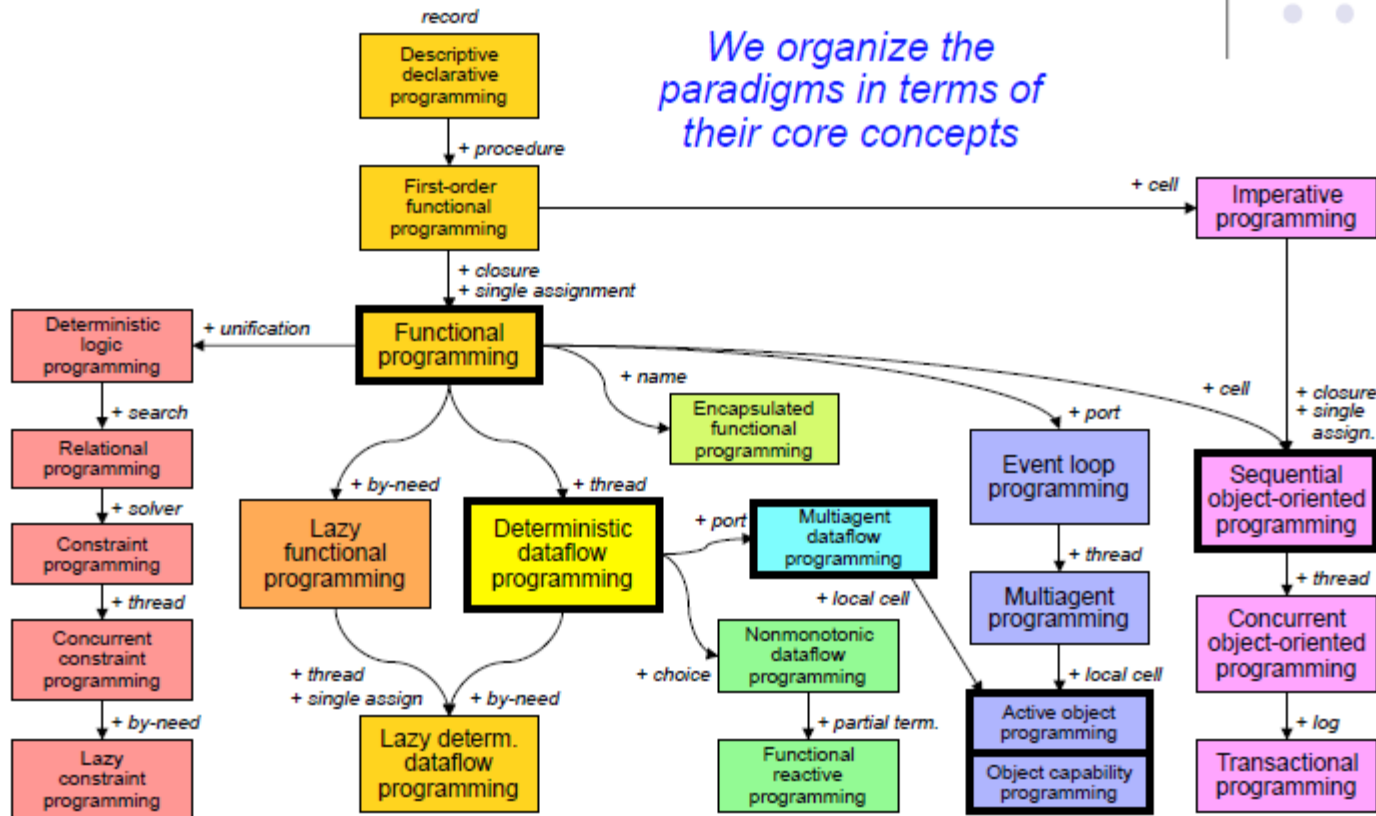 record
Descriptive
declarative
programming
We organize the
paradigms in terms of
their core concepts
+ procedure
First-order
functional
programming
+ cell
Imperative
programming
+ closure
+ single assignment
Deterministic
logic
programming
+ unification
Functional
programming
+ name
+ cell
+ closure
+ single
assign.
+ search
Encapsulated
functional
programming
+ port
Relational
programming
Event loop
programming
Sequential
object-oriented
programming
+ by-need
+ thread
+ solver
Lazy
functional
programming
Deterministic
dataflow
programming
+ port
Multiagent
dataflow
programming
Constraint
programming
+ thread
+ thread
+ thread
+ local cell
Multiagent
programming
Concurrent
object-oriented
programming
Concurrent
constraint
programming
Nonmonotonic
dataflow
programming
+ thread
+ single assign
+ by-need
+ choice
+ local cell
+ by-need
+ partial term.
+ log
Lazy
constraint
programming
Lazy determ.
dataflow
programming
Functional
reactive
programming
Active object
programming
Object capability
programming
Transactional
programming